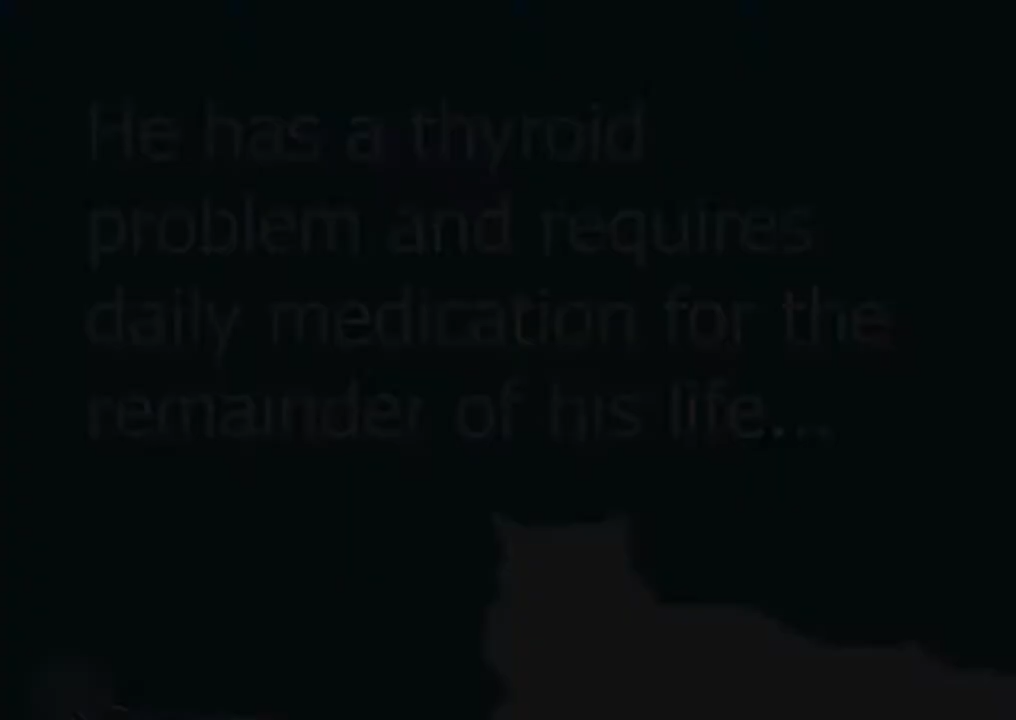 He has a thyroid
problem and requires
daily medication for the
remainder of his life...